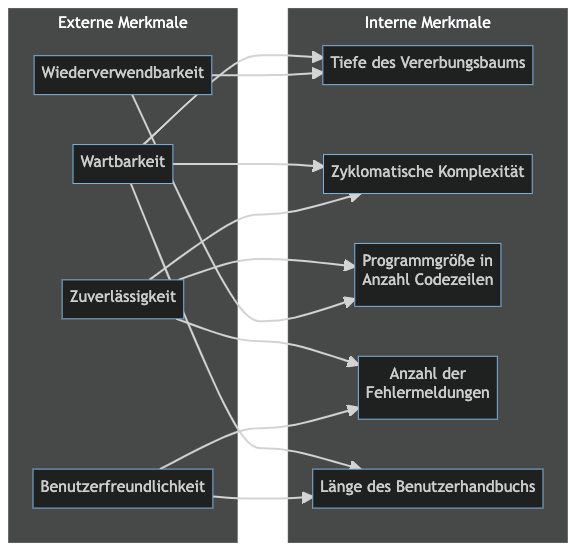 Externe Merkmale
Wiederverwendbarkeit
Wartbarkeit
Zuverlässigkeit
Benutzerfreundlichkeit
Interne Merkmale
Tiefe des Vererbungsbaums
Zyklomatische Komplexität
Programmgröße in
Anzahl Codezeilen
Anzahl der
Fehlermeldungen
Länge des Benutzerhandbuchs